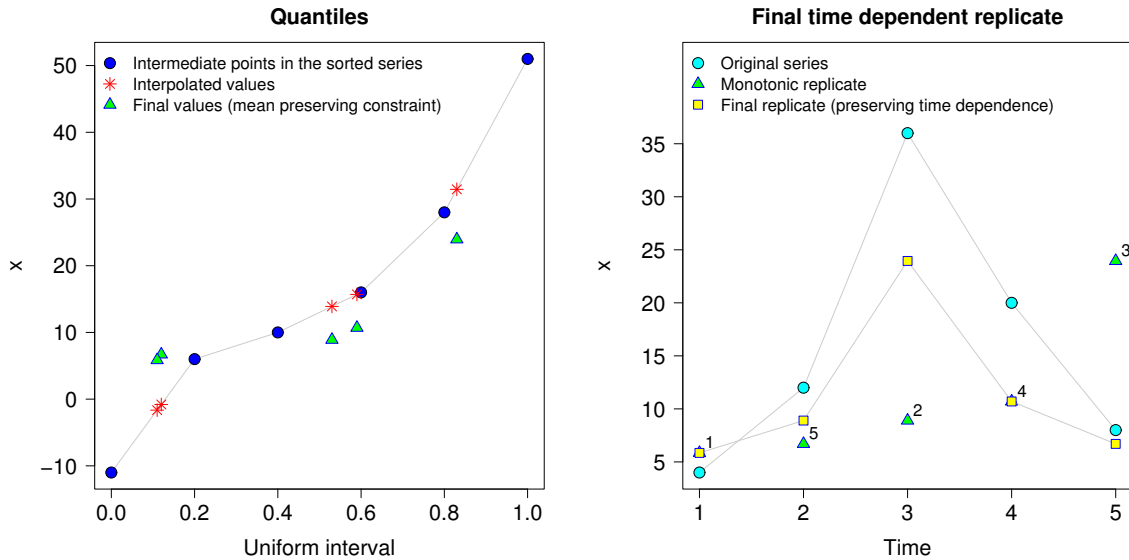 Quantiles
Intermediate points in the sorted series
Interpolated values
Final values (mean preserving constraint)
50
40
30
20
10
0
−10
x
0.0 0.2 0.4 0.6 0.8 1.0
Uniform interval
Final time dependent replicate
Original series
Monotonic replicate
Final replicate (preserving time dependence)
35
30
25
20
15
10
5
x
1
5
2
4
3
1 2 3 4 5
Time